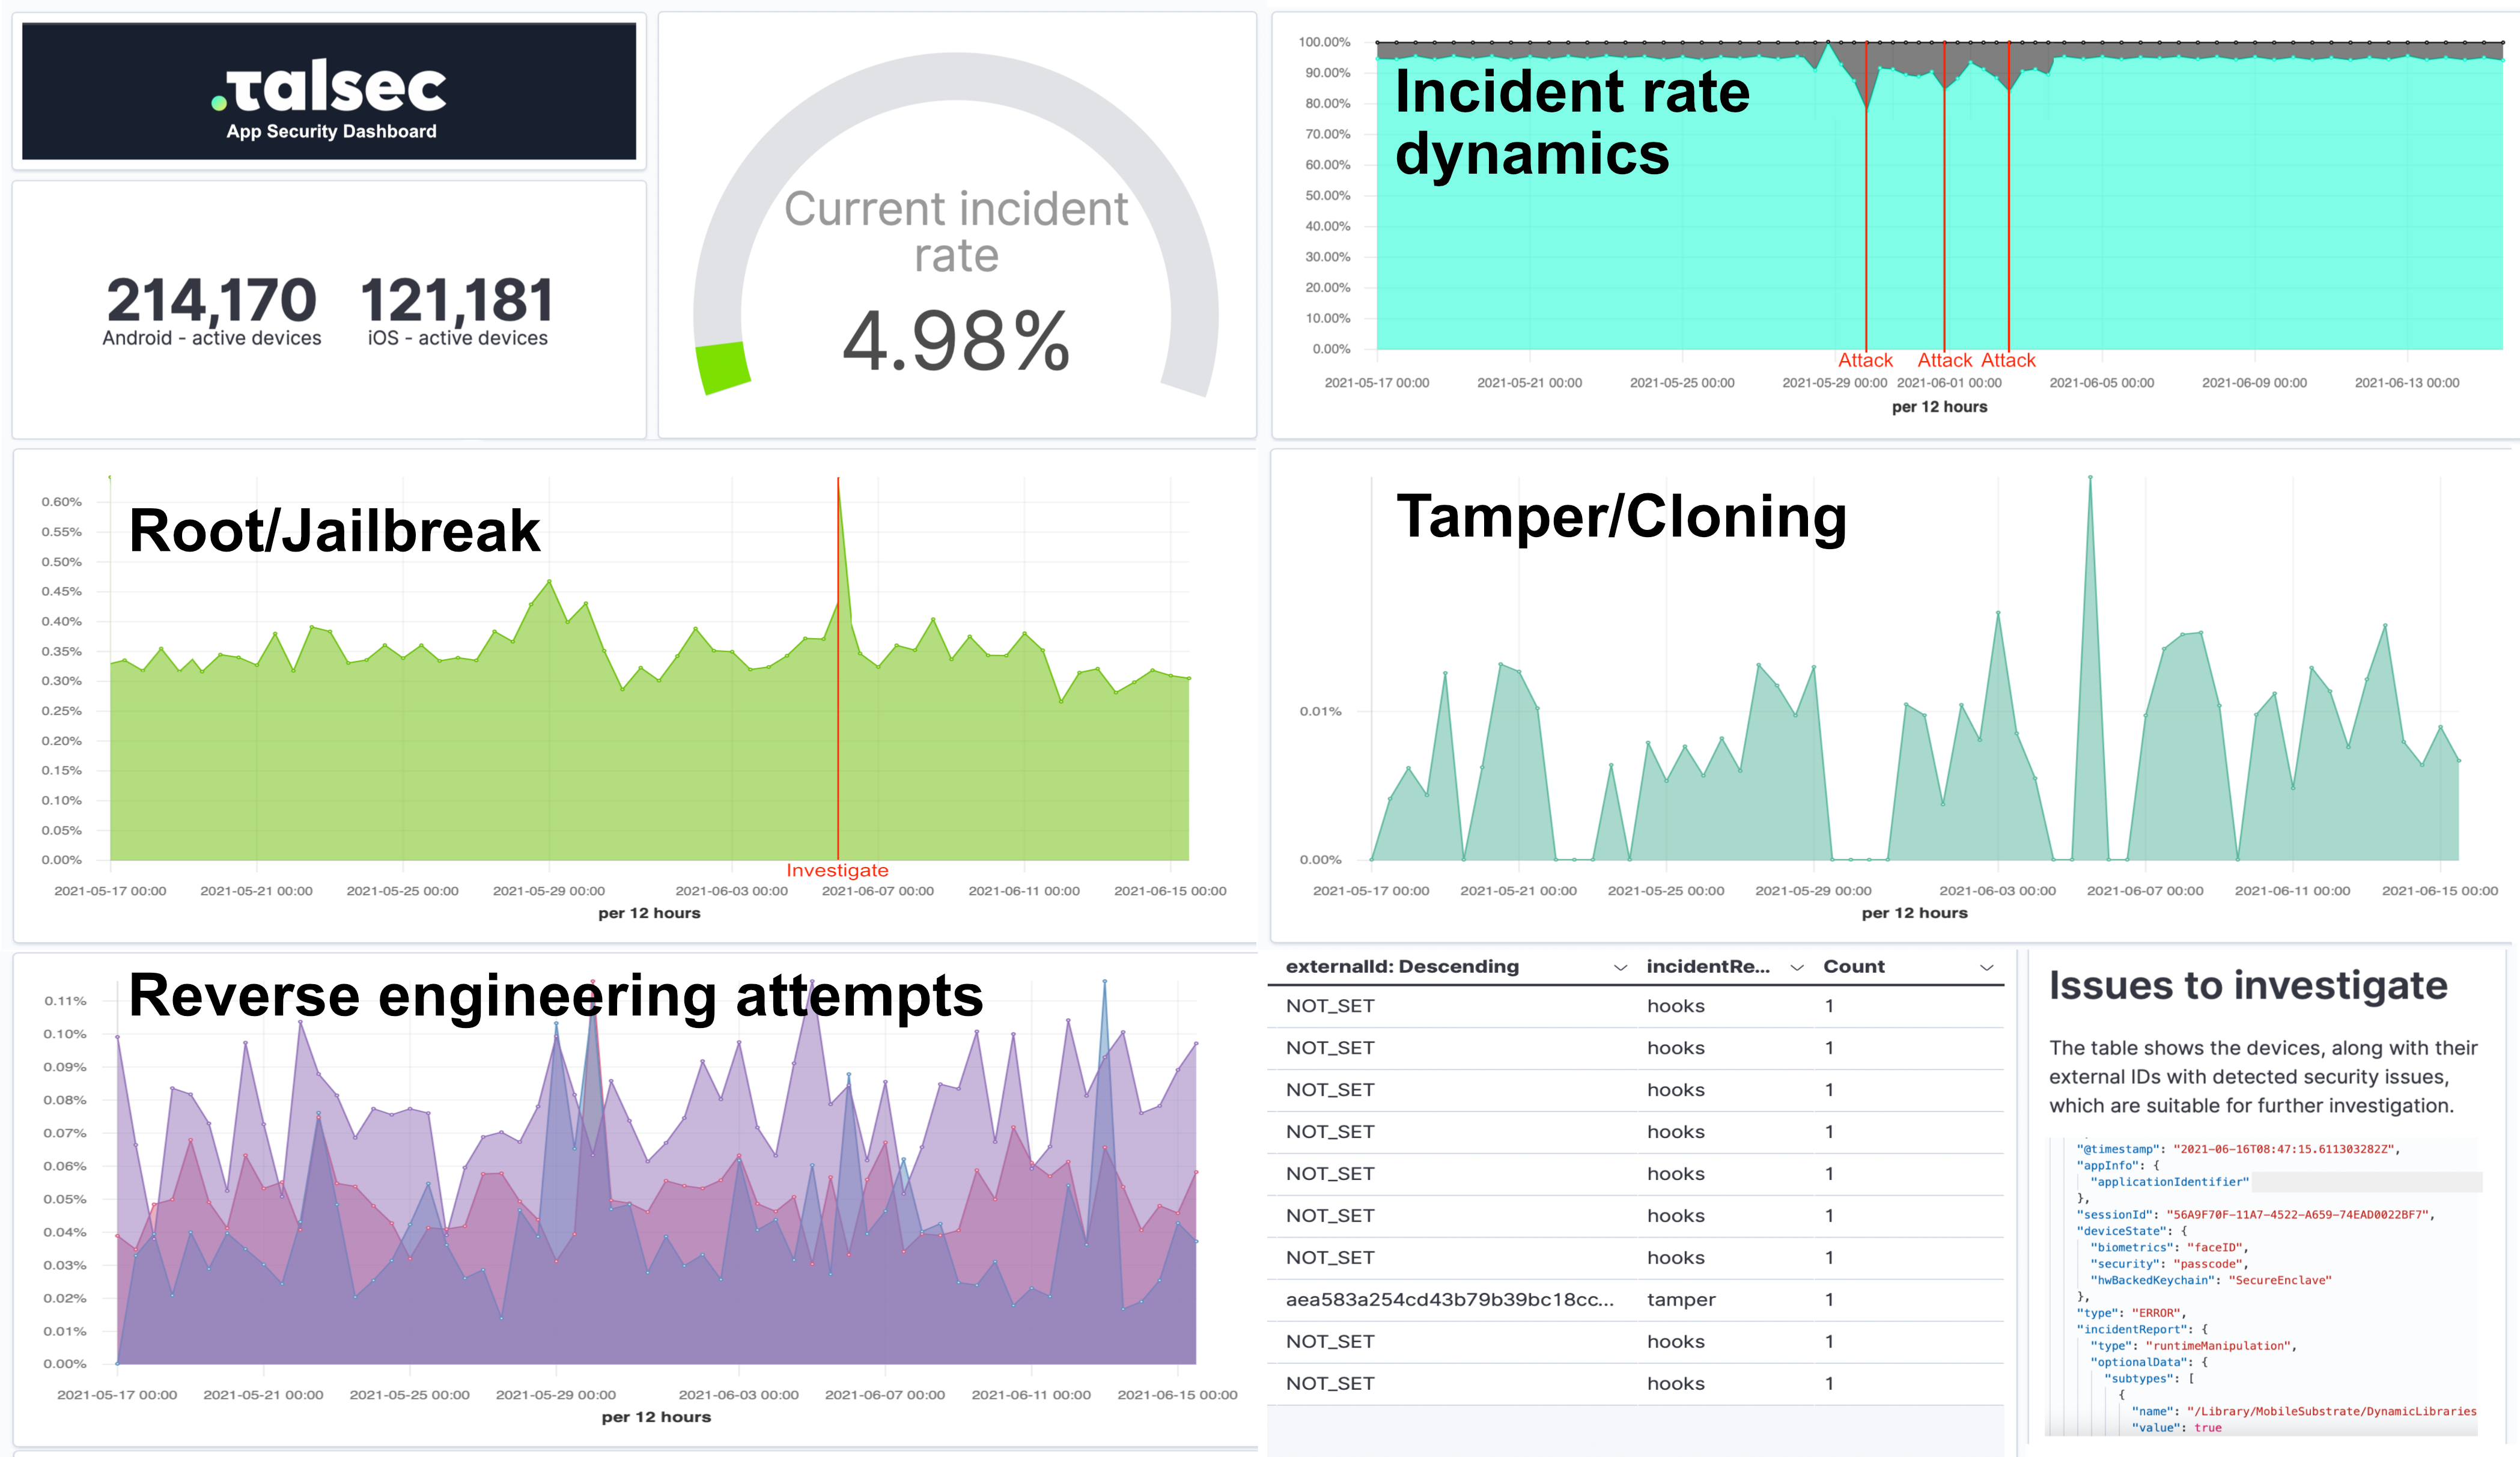 .talsec
App Security Dashboard
214,170
Android - active devices
121,181
iOS - active devices
Current incident
rate
4.98%
Incident rate
dynamics
100.00%
90.00%
80.00%
70.00%
60.00%
50.00%
40.00%
30.00%
20.00%
10.00%
0.00%
Attack Attack Attack
2021-05-17 00:00 2021-05-21 00:00 2021-05-25 00:00 2021-05-29 00:00 2021-06-01 00:00 2021-06-05 00:00 2021-06-09 00:00 2021-06-13 00:00
per 12 hours
Root/Jailbreak
0.60%
0.55%
0.50%
0.45%
0.40%
0.35%
0.30%
0.25%
0.20%
0.15%
0.10%
0.05%
0.00%
Investigate
2021-05-17 00:00 2021-05-21 00:00 2021-05-25 00:00 2021-05-29 00:00 2021-06-03 00:00 2021-06-07 00:00 2021-06-11 00:00 2021-06-15 00:00
per 12 hours
Tamper/Cloning
0.01%
0.00%
2021-05-17 00:00 2021-05-21 00:00 2021-05-25 00:00 2021-05-29 00:00 2021-06-03 00:00 2021-06-07 00:00 2021-06-11 00:00 2021-06-15 00:00
per 12 hours
Reverse engineering attempts
0.11%
0.10%
0.09%
0.08%
0.07%
0.06%
0.05%
0.04%
0.03%
0.02%
0.01%
0.00%
2021-05-17 00:00 2021-05-21 00:00 2021-05-25 00:00 2021-05-29 00:00 2021-06-03 00:00 2021-06-07 00:00 2021-06-11 00:00 2021-06-15 00:00
per 12 hours
externalId: Descending incidentRe... Count
NOT_SET hooks 1
NOT_SET hooks 1
NOT_SET hooks 1
NOT_SET hooks 1
NOT_SET hooks 1
NOT_SET hooks 1
NOT_SET hooks 1
aea583a254cd43b79b39bc18cc... tamper 1
NOT_SET hooks 1
NOT_SET hooks 1
Issues to investigate
The table shows the devices, along with their
external IDs with detected security issues,
which are suitable for further investigation.
"@timestamp": "2021-06-16T08:47:15.611303282Z",
"appInfo": {
"applicationIdentifier"
},
"sessionId": "56A9F70F-11A7-4522-A659-74EAD0022BF7",
"deviceState": {
"biometrics": "faceID",
"security": "passcode",
"hwBackedKeychain": "SecureEnclave"
},
"type": "ERROR",
"incidentReport": {
"type": "runtimeManipulation",
"optionalData": {
"subtypes": [
{
"name": "/Library/MobileSubstrate/DynamicLibraries
"value": true